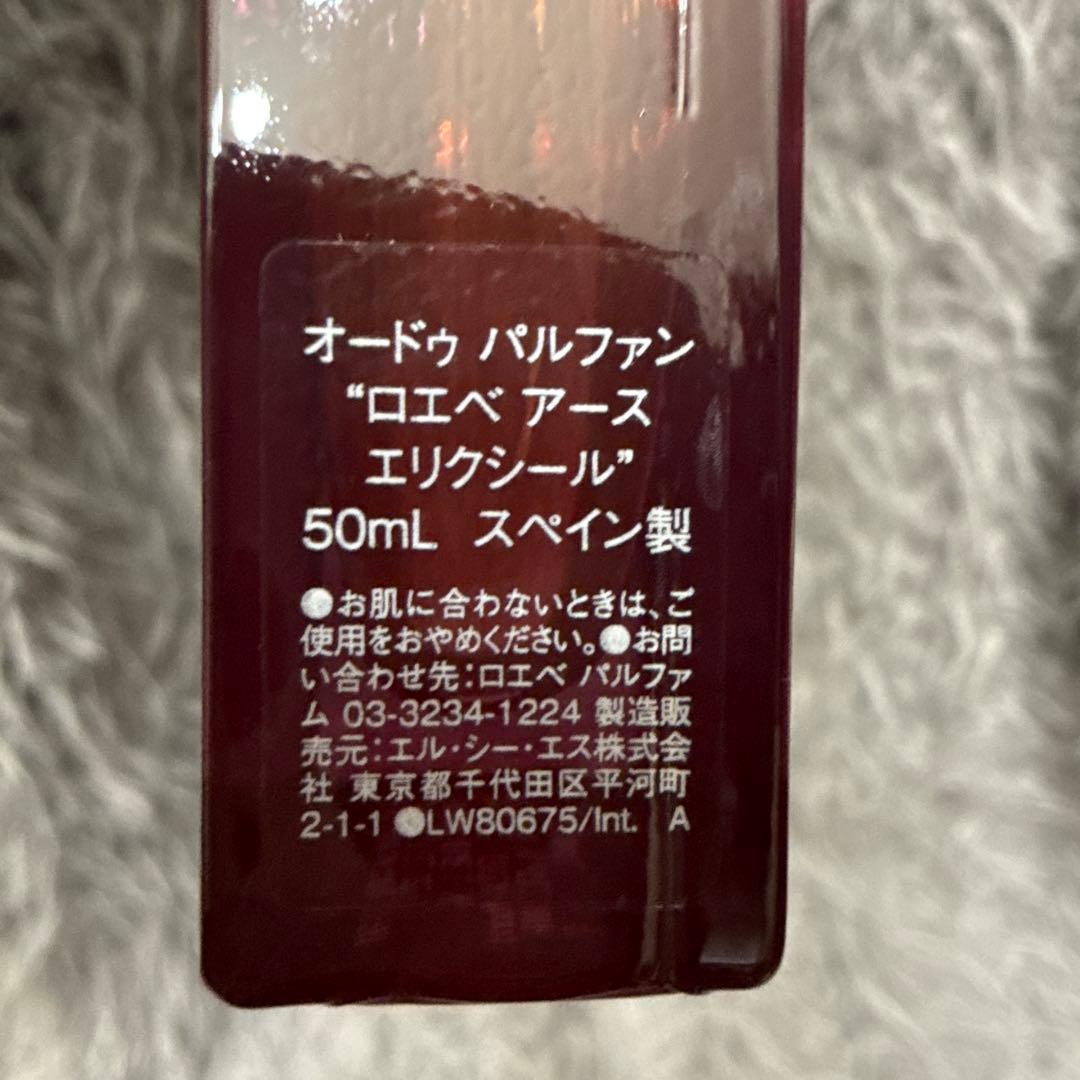 オードゥ パルファン
“ロエベ アース
エリクシール”
50mL スペイン製
●お肌に合わないときは、ご
使用をおやめください。●お問
い合わせ先：ロエベ パルファ
ム 03-3234-1224 製造販
売元：エル・シー・エス株式会
社 東京都千代田区平河町
2-1-1 ●LW80675/Int. A